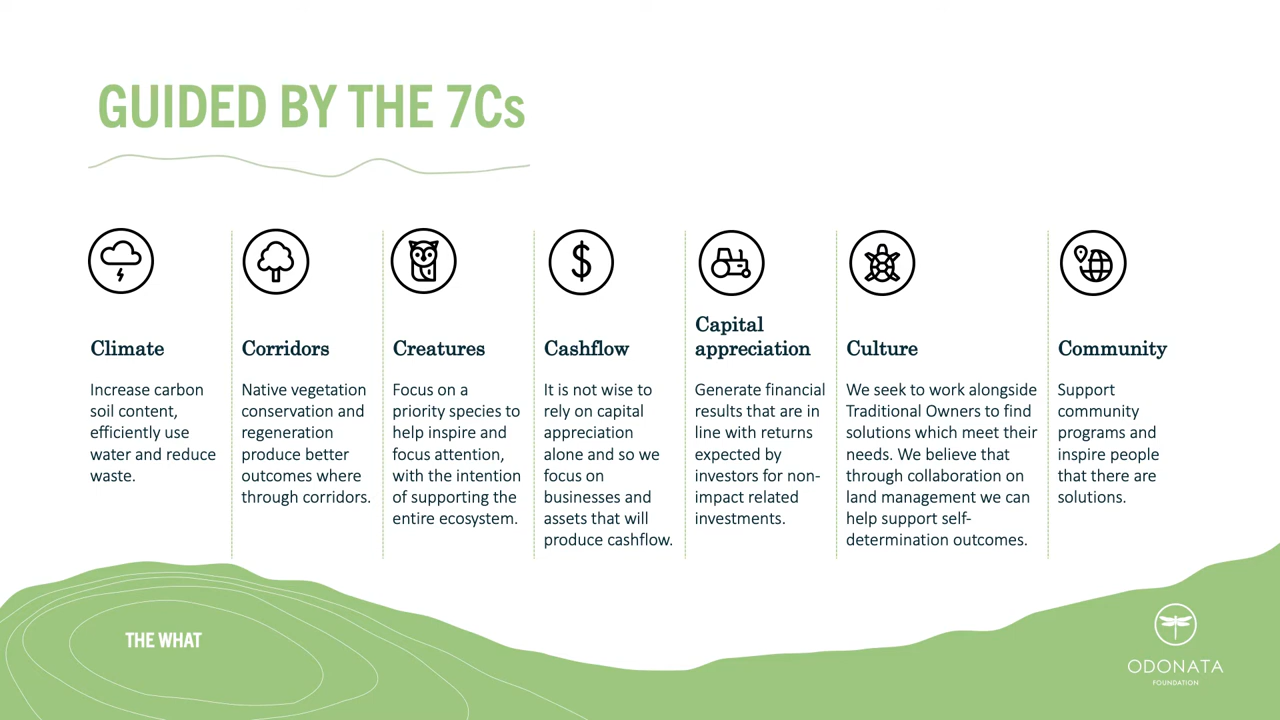 GUIDED BY THE 7Cs
Climate
Increase carbon
soil content,
efficiently use
water and reduce
waste.
Corridors
Native vegetation
conservation and
regeneration
produce better
outcomes where
through corridors.
Creatures
Focus on a
priority species to
help inspire and
focus attention,
with the intention
of supporting the
entire ecosystem.
Cashflow
It is not wise to
rely on capital
appreciation
alone and so we
focus on
businesses and
assets that will
produce cashflow.
Capital
appreciation
Generate financial
results that are in
line with returns
expected by
investors for non-
impact related
investments.
Culture
We seek to work alongside
Traditional Owners to find
solutions which meet their
needs. We believe that
through collaboration on
land management we can
help support self-
determination outcomes.
Community
Support
community
programs and
inspire people
that there are
solutions.
THE WHAT
ODONATA
FOUNDATION